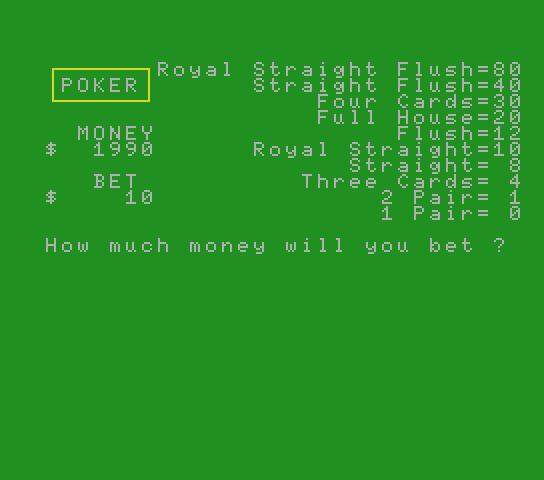 Royal Straight Flush=80
POKER
Straight Flush=40
Four Cards=30
Full House=20
MONEY
Flush=12
$ 1990
Royal Straight=10
Straight= 8
BET
Three Cards= 4
$ 10
2 Pair= 1
1 Pair= 0
How much money will you bet ?